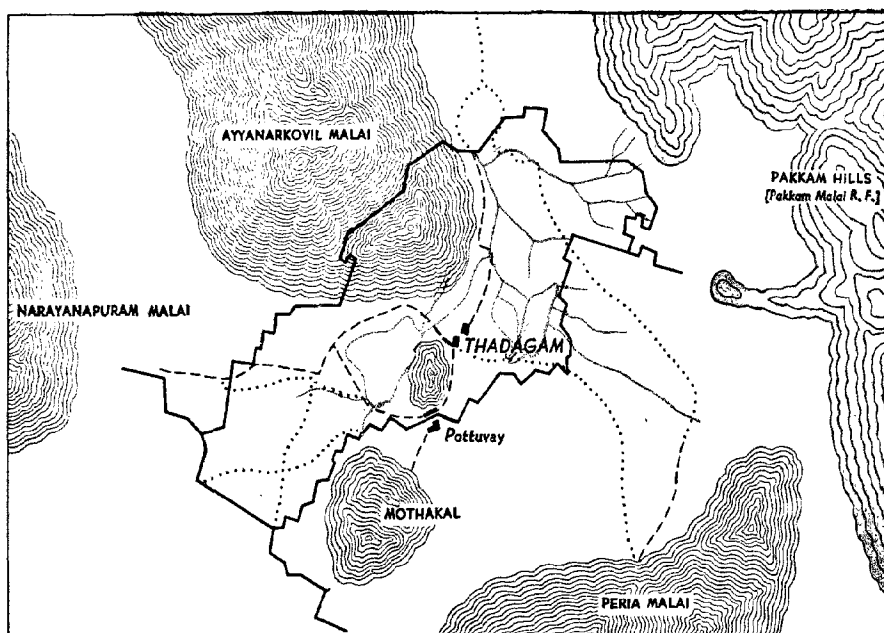 AYYANARKOVIL MALAI
PAKKAM HILLS
[Pakkam Malai R. F.]
NARAYANAPURAM MALAI
THADAGAM
Pattuvay
MOTHAKAL
PERIA MALAI